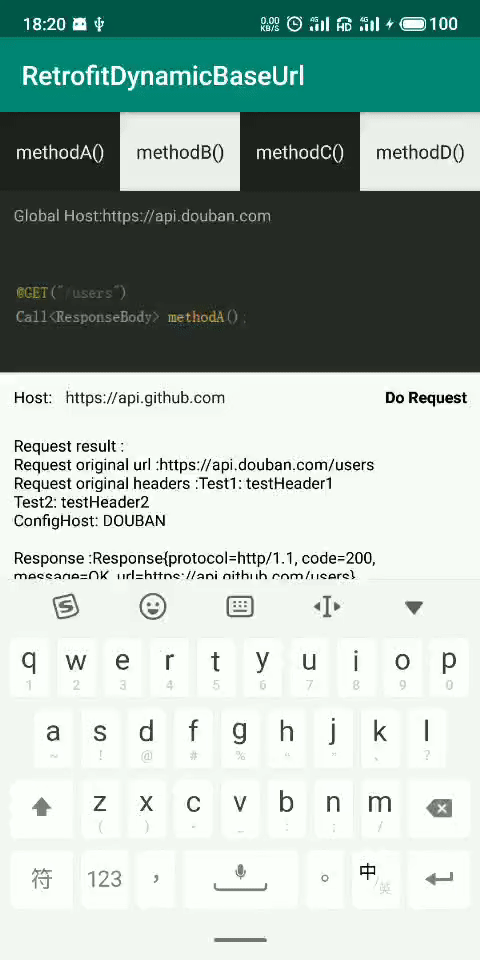 18:20 0.00 KB/S 4G HD 4G 100
RetrofitDynamicBaseUrl
methodA() methodB() methodC() methodD()
Global Host:https://api.douban.com
@GET("/users")
Call<ResponseBody> methodA();
Host: https://api.github.com Do Request
Request result :
Request original url :https://api.douban.com/users
Request original headers :Test1: testHeader1
Test2: testHeader2
ConfigHost: DOUBAN
Response :Response{protocol=http/1.1, code=200,
message=OK, url=https://api.github.com/users}
q w e r t y u i o p
1 2 3 4 5 6 7 8 9 0
a s d f g h j k l
~ ! @ # % “ ” 、 ?
z x c v b n m
( ) - _ : ; /
符 123 ， 。 中/英